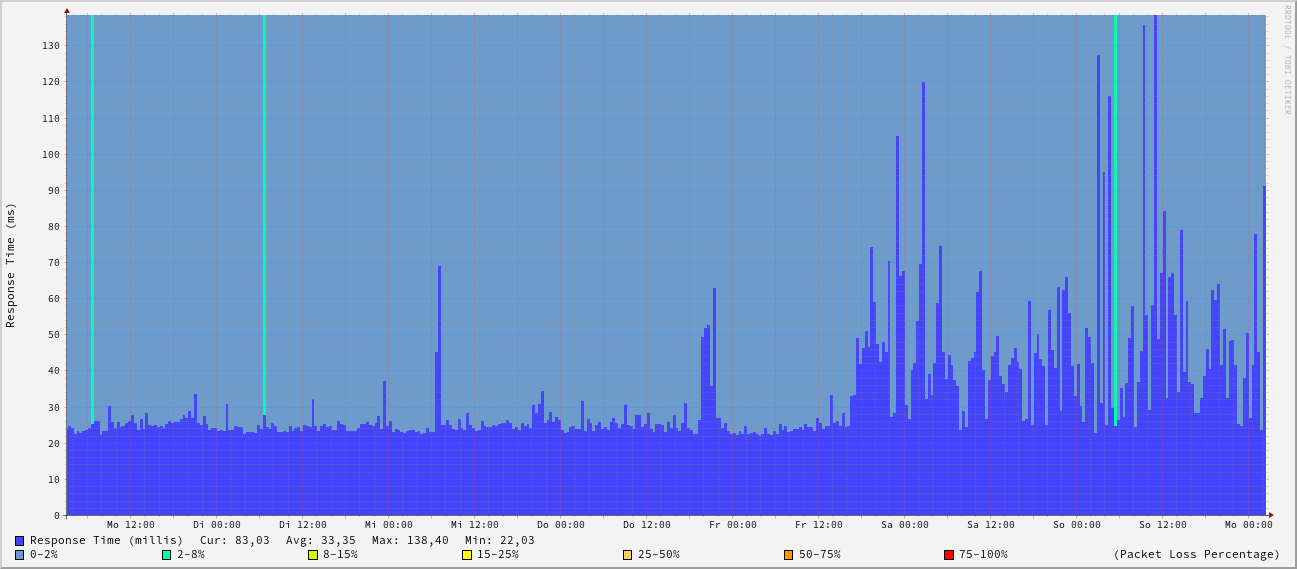 RRDTOOL / TOBI OETIKER
Response Time (ms)
130
120
110
100
90
80
70
60
50
40
30
20
10
0
Mo 12:00 Di 00:00 Di 12:00 Mi 00:00 Mi 12:00 Do 00:00 Do 12:00 Fr 00:00 Fr 12:00 Sa 00:00 Sa 12:00 So 00:00 So 12:00 Mo 00:00
Response Time (millis) Cur: 83,03 Avg: 33,35 Max: 138,40 Min: 22,03
0-2% 2-8% 8-15% 15-25% 25-50% 50-75% 75-100% (Packet Loss Percentage)